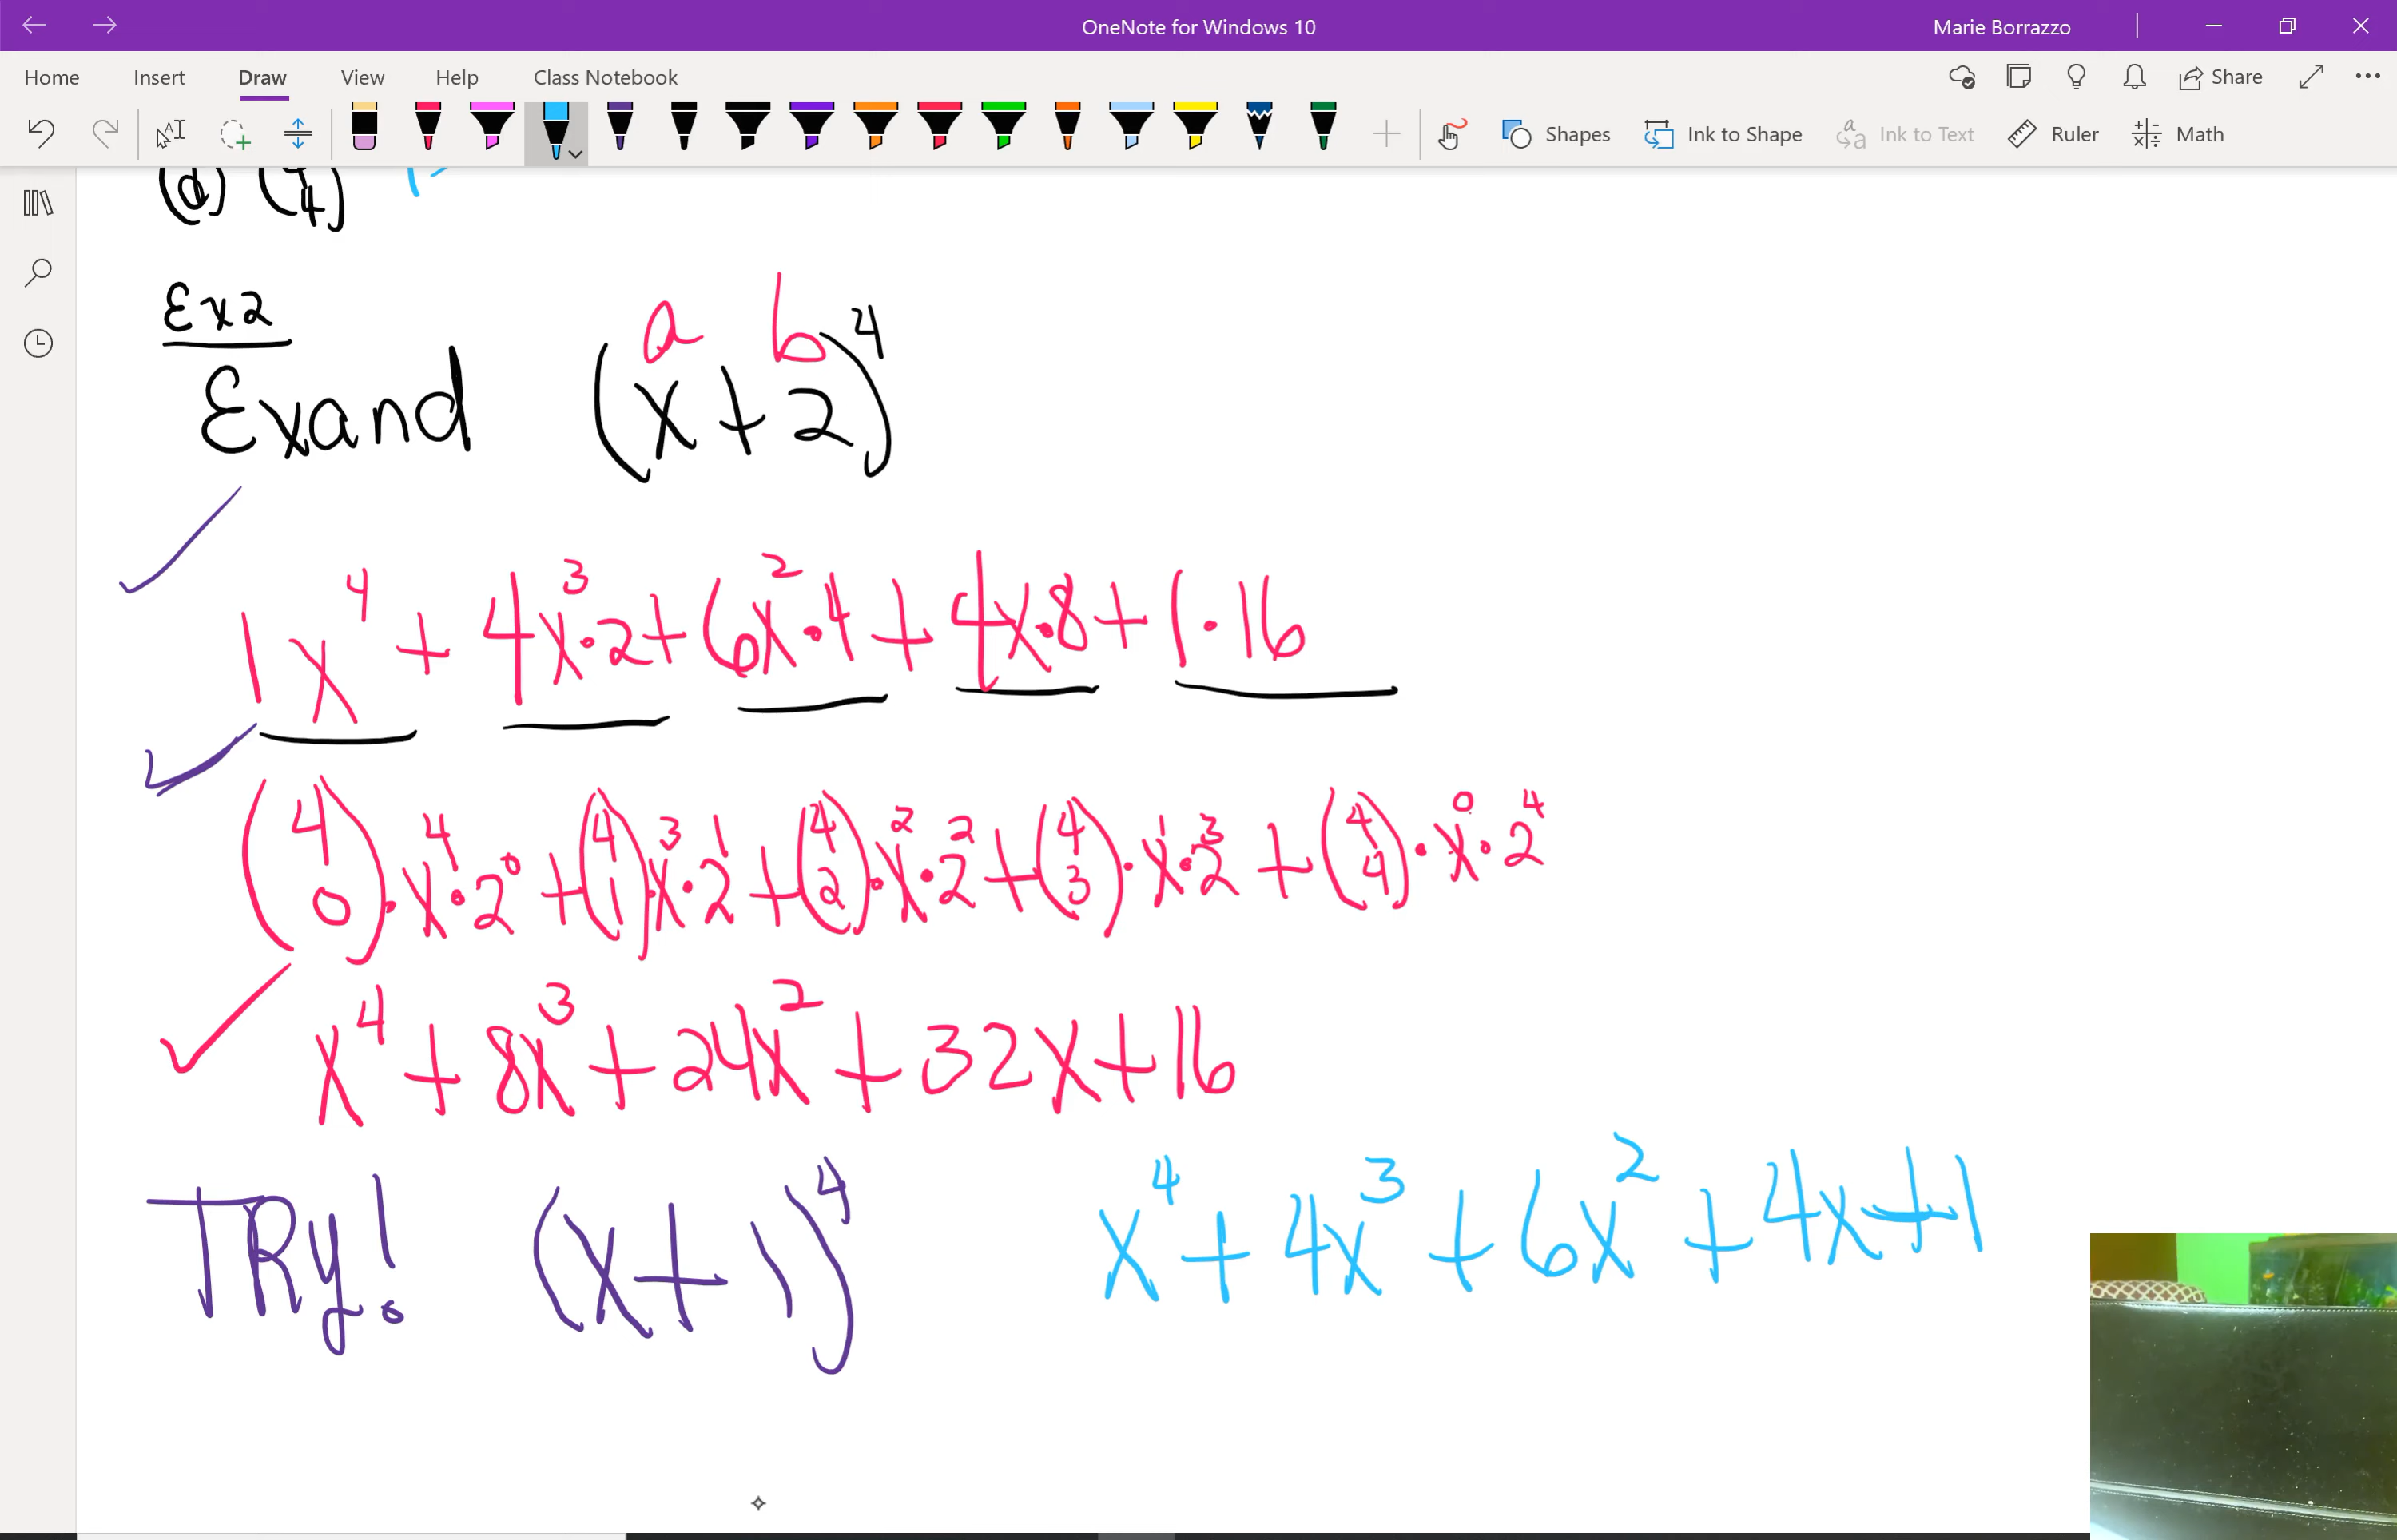 OneNote for Windows 10
Marie Borrazzo
Home Insert Draw View Help Class Notebook Share
Shapes Ink to Shape Ink to Text Ruler Math
(d) (4 4)
Ex2
a b
Exand (x+2)⁴
1x⁴ + 4x³·2 + 6x²·4 + 4x·8 + 1·16
(4 0)·x⁴·2⁰ + (4 1)·x³·2¹ + (4 2)·x²·2² + (4 3)·x¹·2³ + (4 4)·x⁰·2⁴
x⁴ + 8x³ + 24x² + 32x + 16
TRy! (x+1)⁴ x⁴ + 4x³ + 6x² + 4x + 1